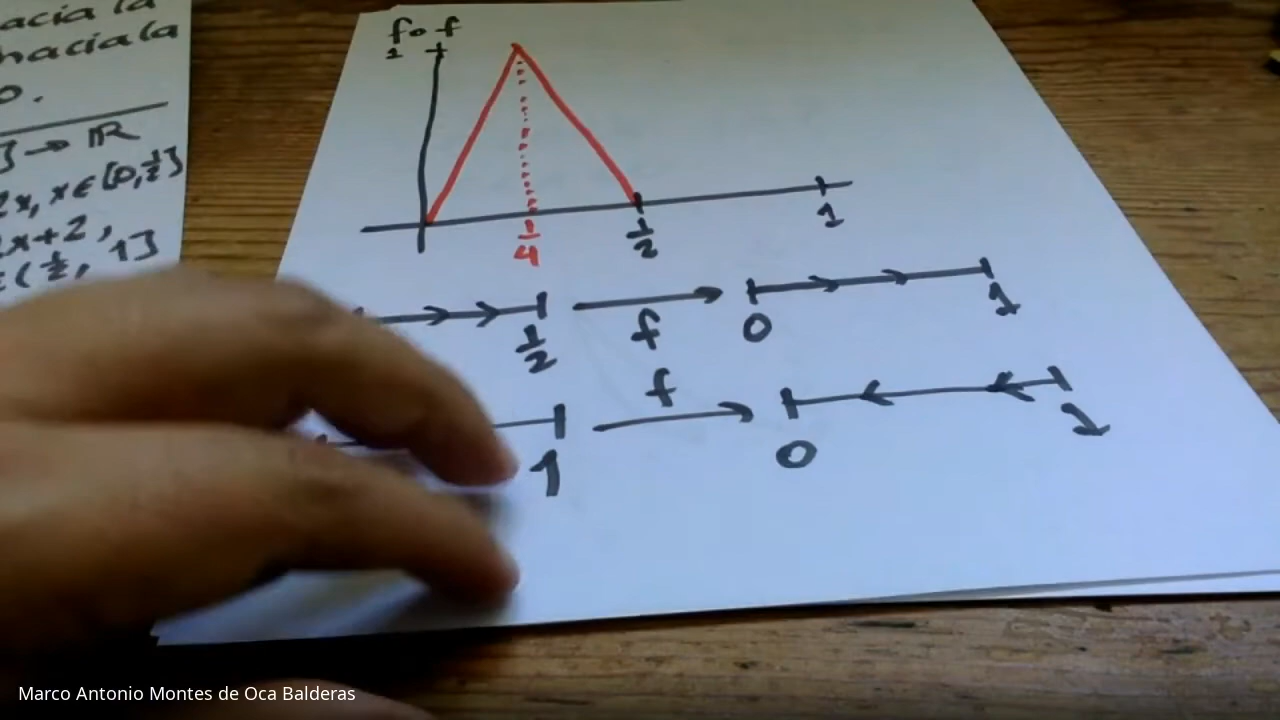 acia la
hacia la
o.
] → ℝ
2x, x ∈ [0, 1/2]
2x + 2,
∈ (1/2, 1]
f∘f
1
1/4
1/2
1
1/2
f
0
1
f
1
0
1
Marco Antonio Montes de Oca Balderas